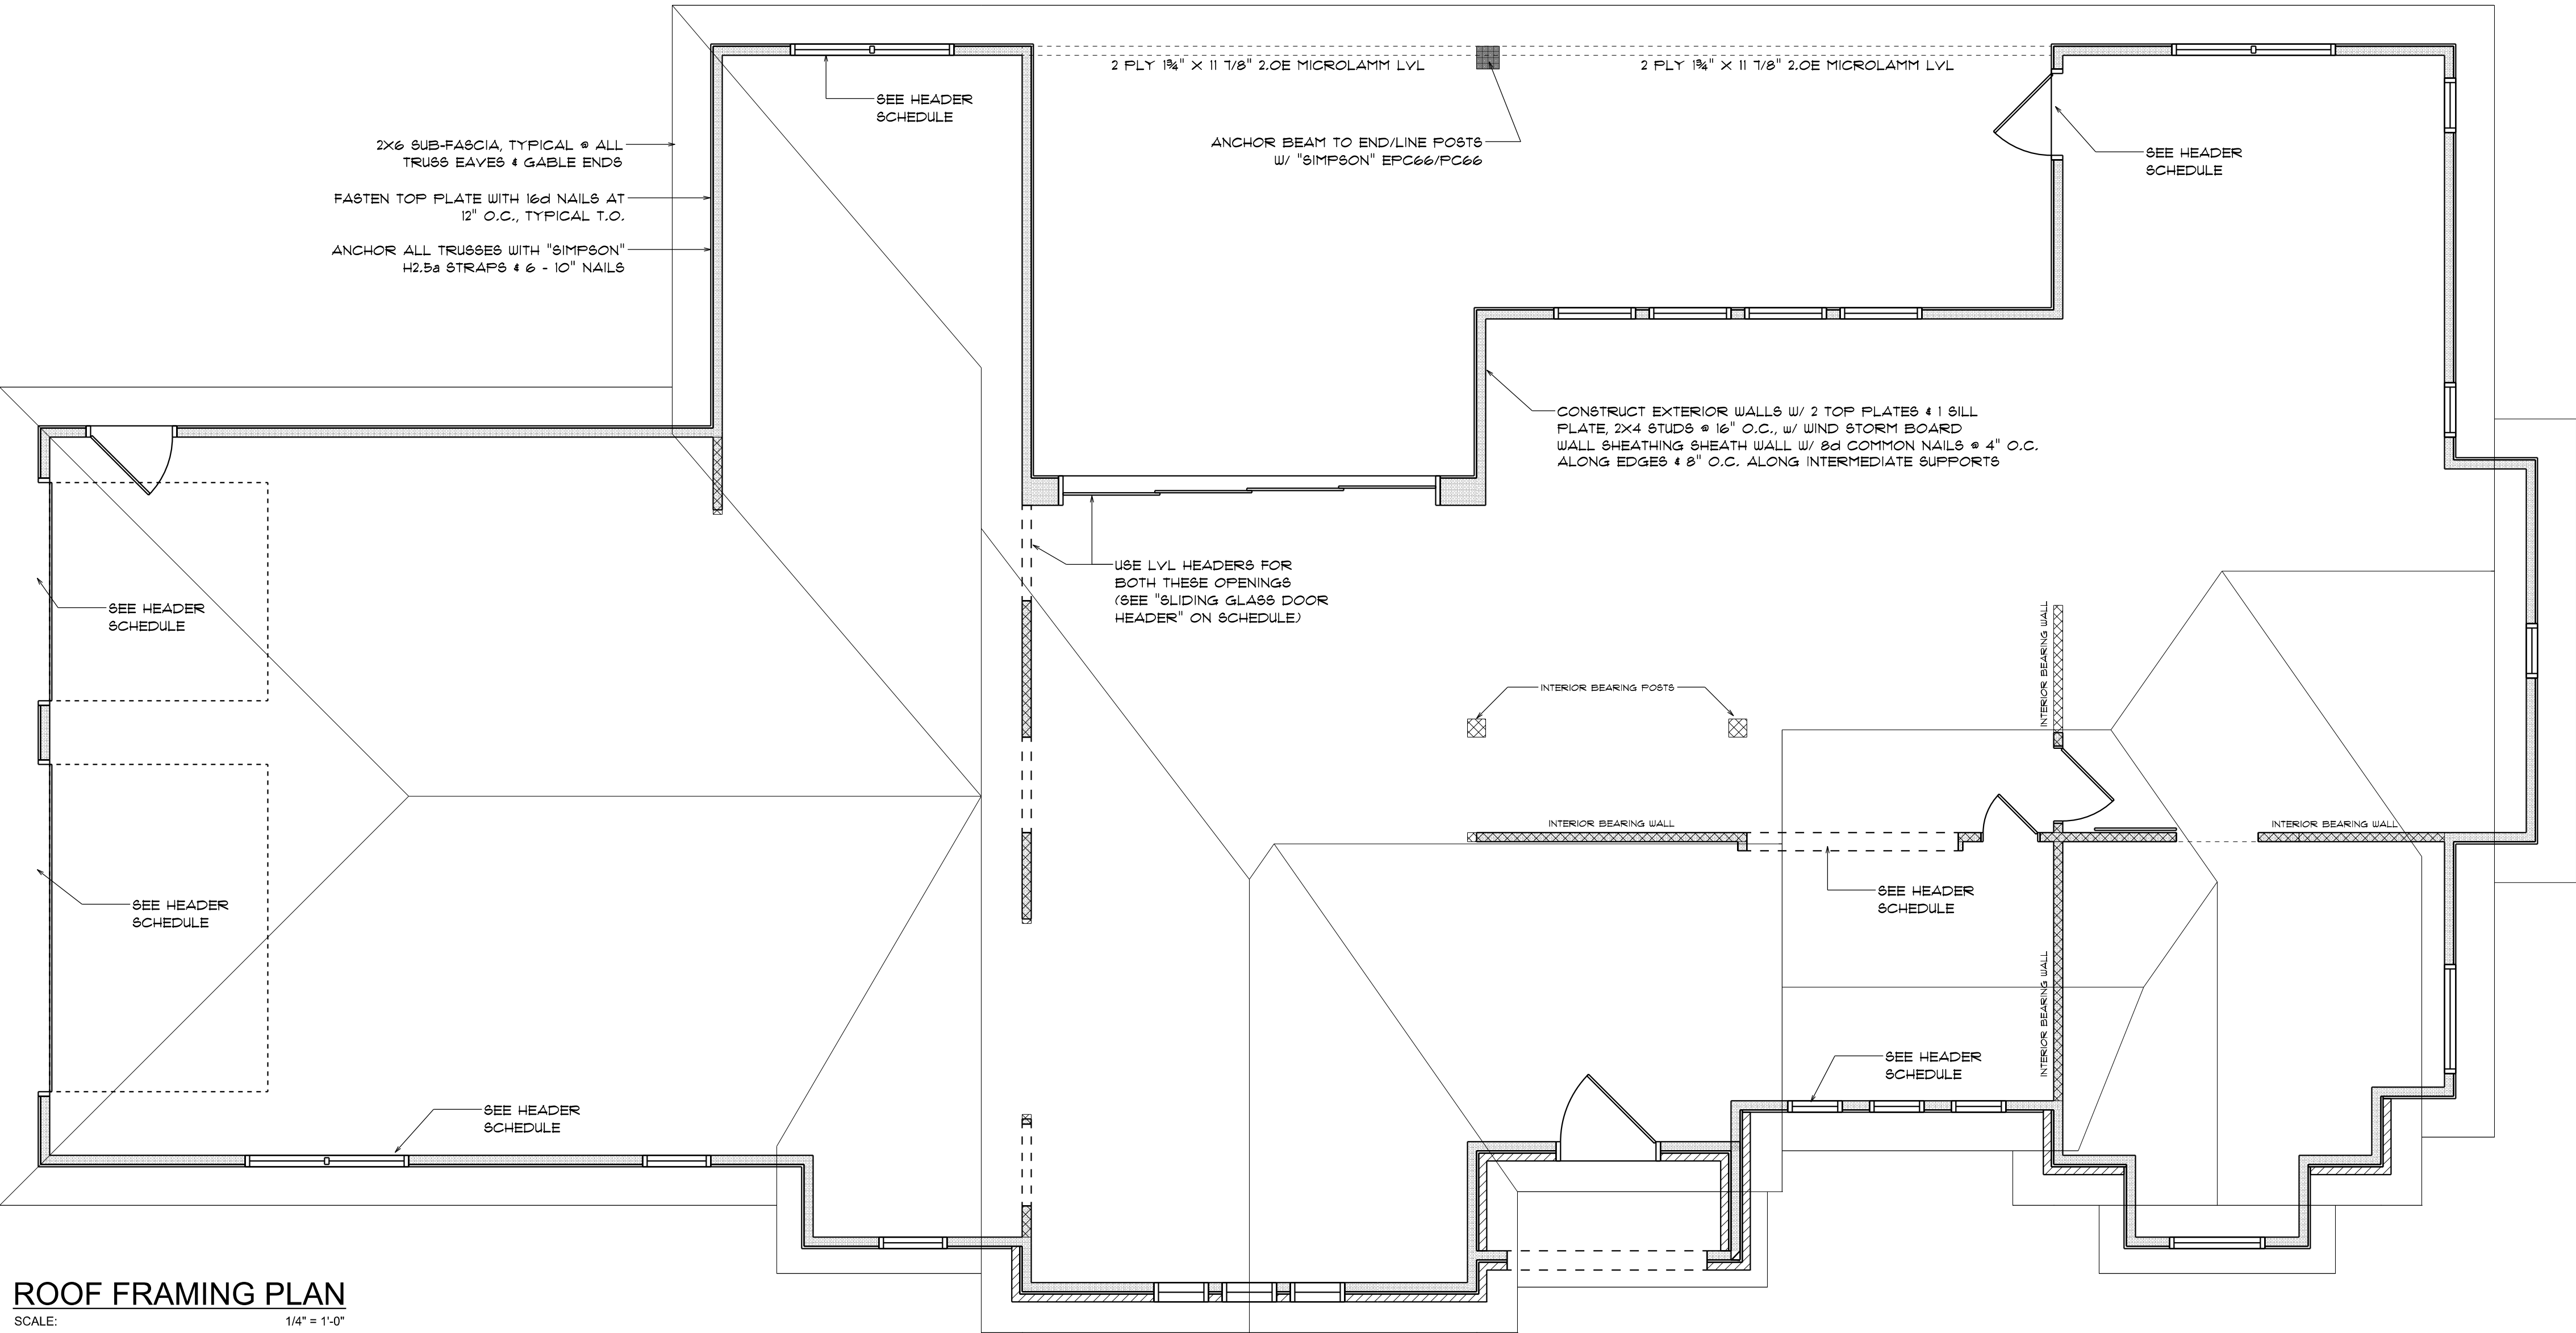 2 PLY 1¾" X 11 7/8" 2.0E MICROLAMM LVL
2 PLY 1¾" X 11 7/8" 2.0E MICROLAMM LVL
SEE HEADER
SCHEDULE
2X6 SUB-FASCIA, TYPICAL @ ALL
TRUSS EAVES & GABLE ENDS
ANCHOR BEAM TO END/LINE POSTS
W/ "SIMPSON" EPC66/PC66
SEE HEADER
SCHEDULE
FASTEN TOP PLATE WITH 16d NAILS AT
12" O.C., TYPICAL T.O.
ANCHOR ALL TRUSSES WITH "SIMPSON"
H2.5a STRAPS & 6 - 10" NAILS
CONSTRUCT EXTERIOR WALLS W/ 2 TOP PLATES & 1 SILL
PLATE, 2X4 STUDS @ 16" O.C., w/ WIND STORM BOARD
WALL SHEATHING SHEATH WALL W/ 8d COMMON NAILS @ 4" O.C.
ALONG EDGES & 8" O.C. ALONG INTERMEDIATE SUPPORTS
USE LVL HEADERS FOR
BOTH THESE OPENINGS
(SEE "SLIDING GLASS DOOR
HEADER" ON SCHEDULE)
SEE HEADER
SCHEDULE
INTERIOR BEARING WALL
INTERIOR BEARING POSTS
INTERIOR BEARING WALL
INTERIOR BEARING WALL
SEE HEADER
SCHEDULE
SEE HEADER
SCHEDULE
INTERIOR BEARING WALL
SEE HEADER
SCHEDULE
SEE HEADER
SCHEDULE
ROOF FRAMING PLAN
SCALE: 1/4" = 1'-0"